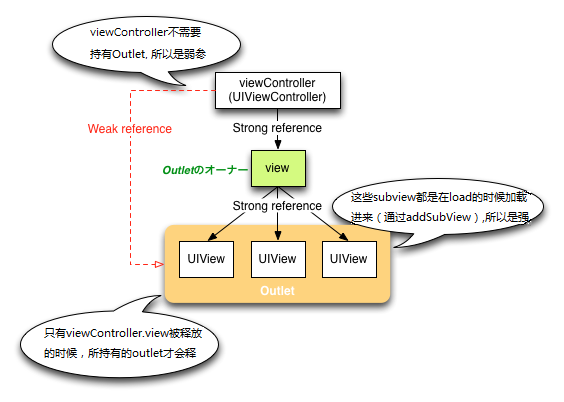 viewController不需要
持有Outlet, 所以是弱参
viewController
(UIViewController)
Weak reference
Strong reference
Outletのオーナー
view
Strong reference
这些subview都是在load的时候加载
进来（通过addSubView）,所以是强
UIView
UIView
UIView
Outlet
只有viewController.view被释放
的时候，所持有的outlet才会释